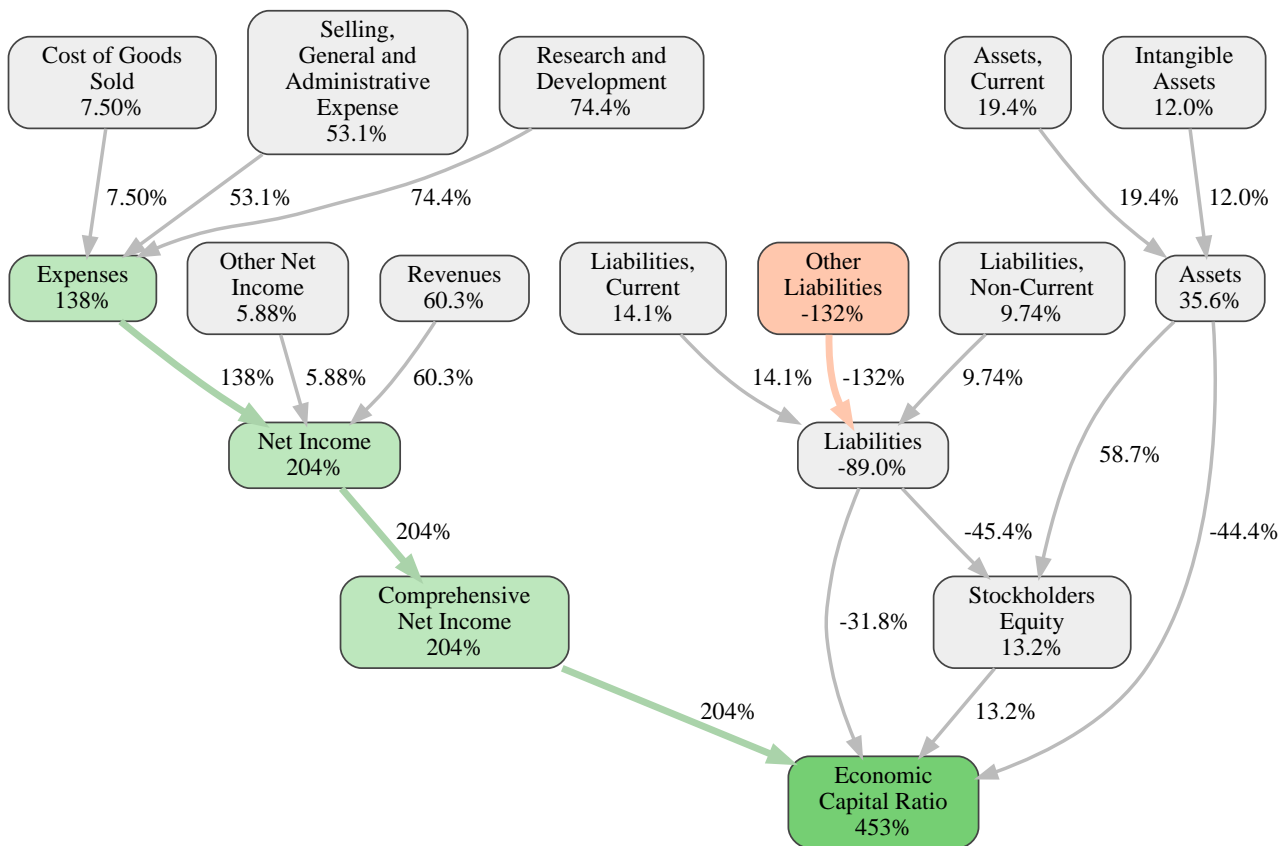 Cost of Goods
Sold
7.50%
Selling,
General and
Administrative
Expense
53.1%
Research and
Development
74.4%
Assets,
Current
19.4%
Intangible
Assets
12.0%
7.50%
53.1%
74.4%
19.4%
12.0%
Expenses
138%
Other Net
Income
5.88%
Revenues
60.3%
Liabilities,
Current
14.1%
Other
Liabilities
-132%
Liabilities,
Non-Current
9.74%
Assets
35.6%
138%
5.88%
60.3%
14.1%
-132%
9.74%
Net Income
204%
Liabilities
-89.0%
58.7%
204%
-45.4%
-44.4%
Comprehensive
Net Income
204%
-31.8%
Stockholders
Equity
13.2%
204%
13.2%
Economic
Capital Ratio
453%